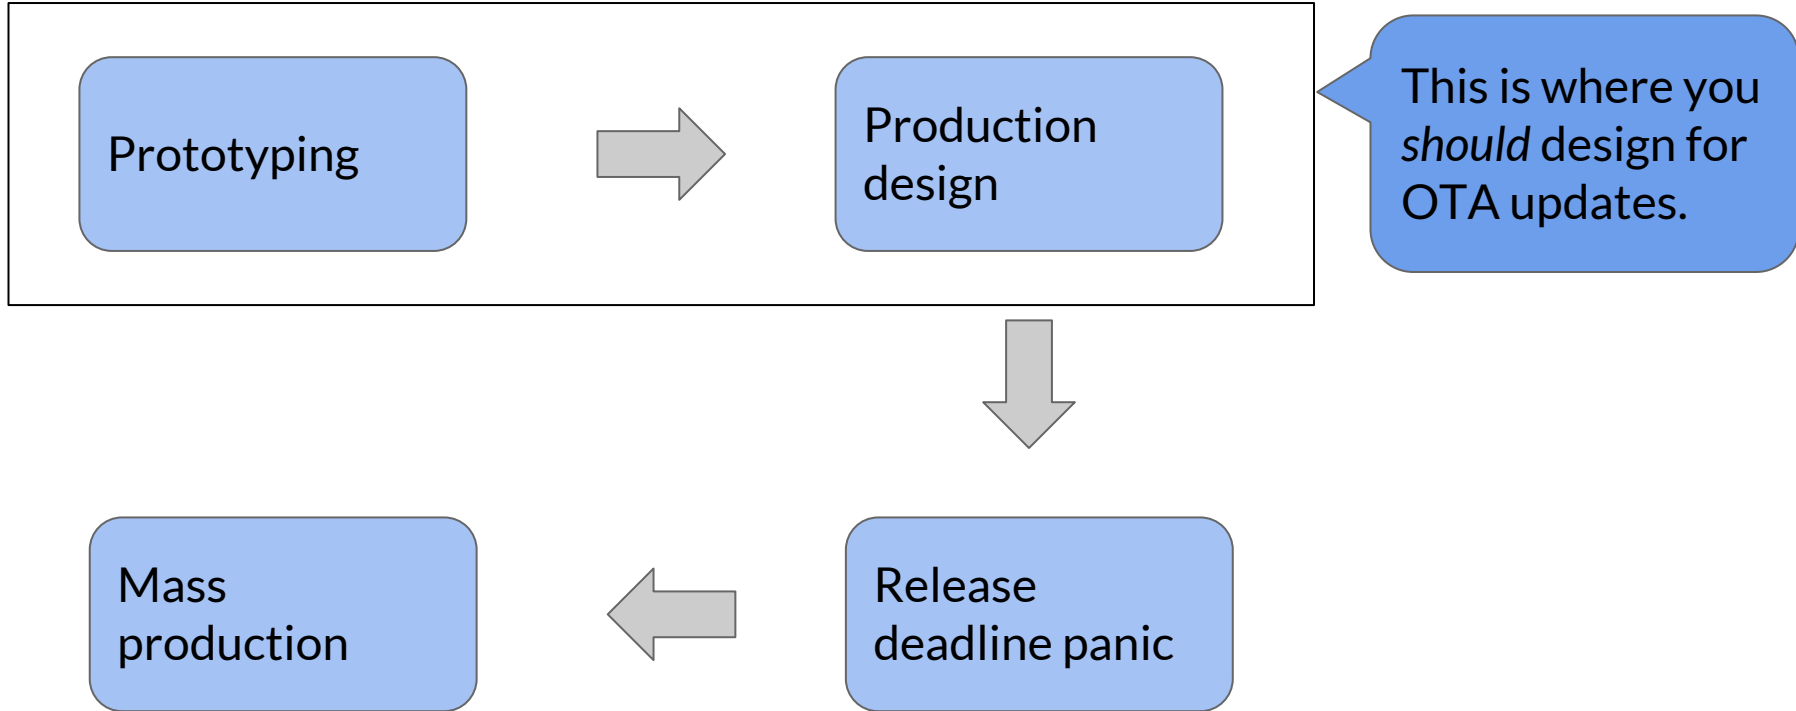 Prototyping
Production
design
This is where you
should design for
OTA updates.
Release
deadline panic
Mass
production